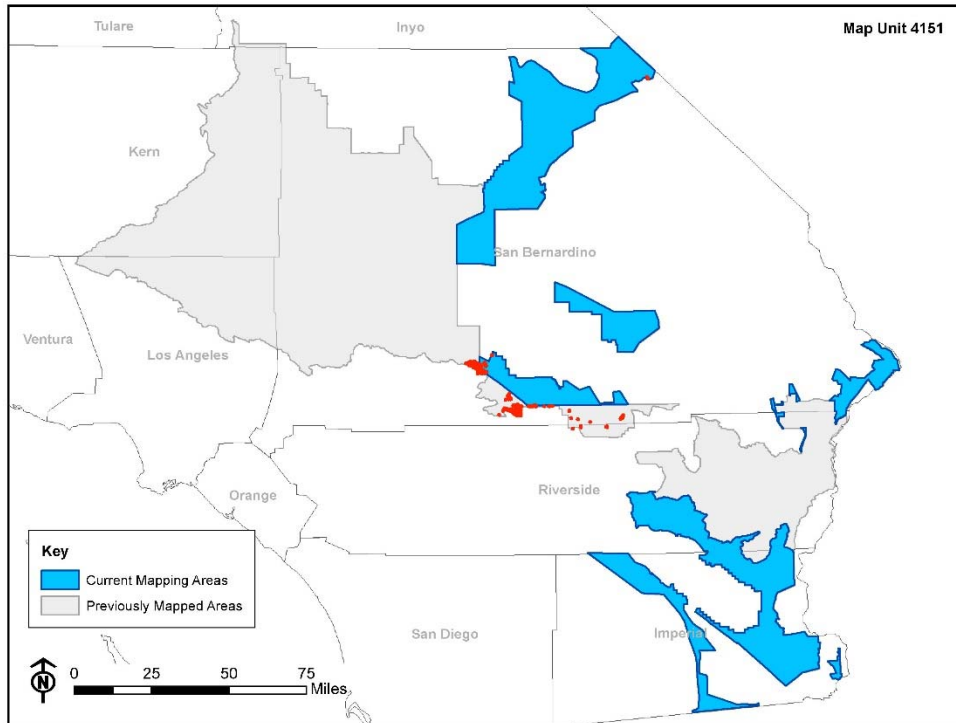 Tulare
Inyo
Map Unit 4151
Kern
San Bernardino
Ventura
Los Angeles
Orange
Riverside
Key
Current Mapping Areas
Previously Mapped Areas
San Diego
Imperial
N
0 25 50 75
Miles